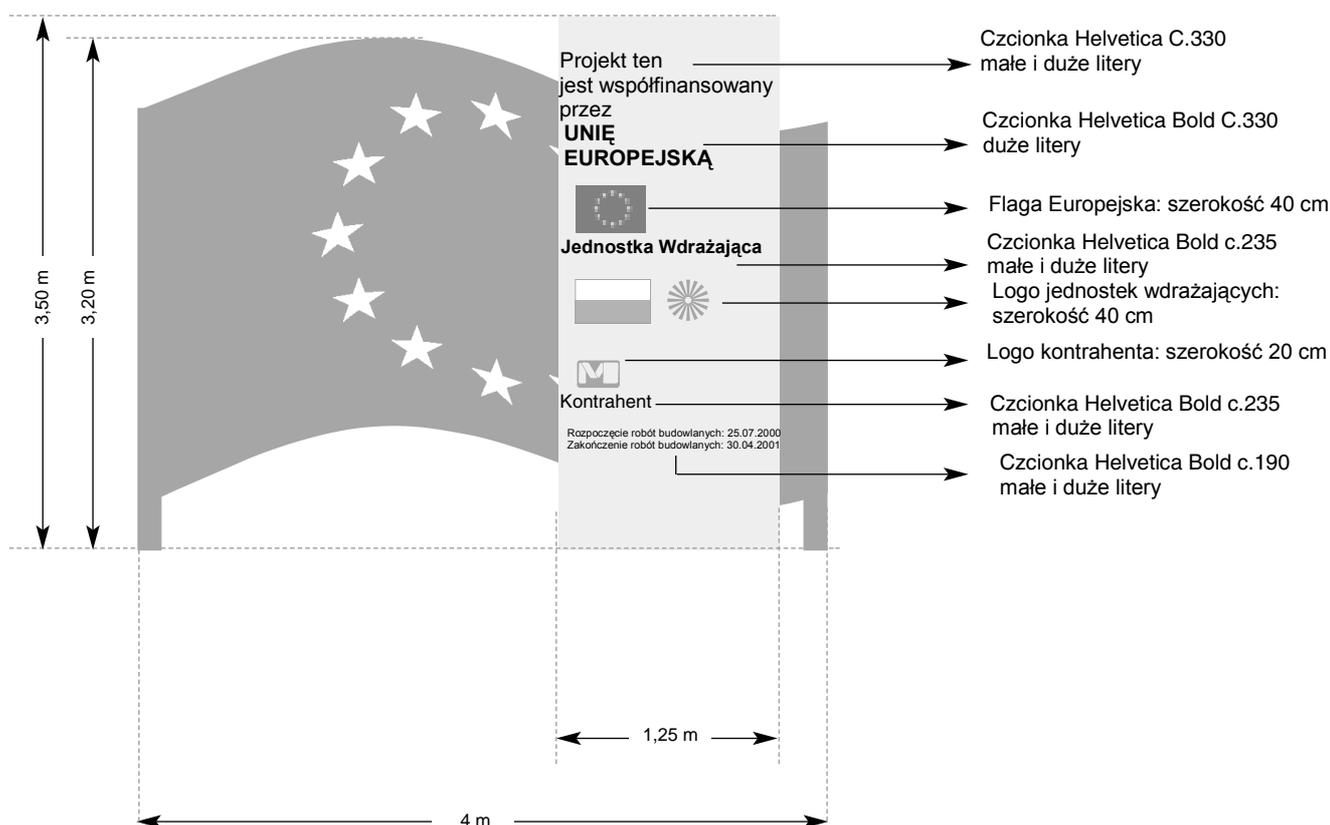 Projekt ten
jest współfinansowany
przez
UNIĘ
EUROPEJSKĄ
Jednostka Wdrażająca
Kontrahent
Rozpoczęcie robót budowlanych: 25.07.2000
Zakończenie robót budowlanych: 30.04.2001
Czcionka Helvetica C.330
małe i duże litery
Czcionka Helvetica Bold C.330
duże litery
Flaga Europejska: szerokość 40 cm
Czcionka Helvetica Bold c.235
małe i duże litery
Logo jednostek wdrażających:
szerokość 40 cm
Logo kontrahenta: szerokość 20 cm
Czcionka Helvetica Bold c.235
małe i duże litery
Czcionka Helvetica Bold c.190
małe i duże litery
3,50 m
3,20 m
1,25 m
4 m